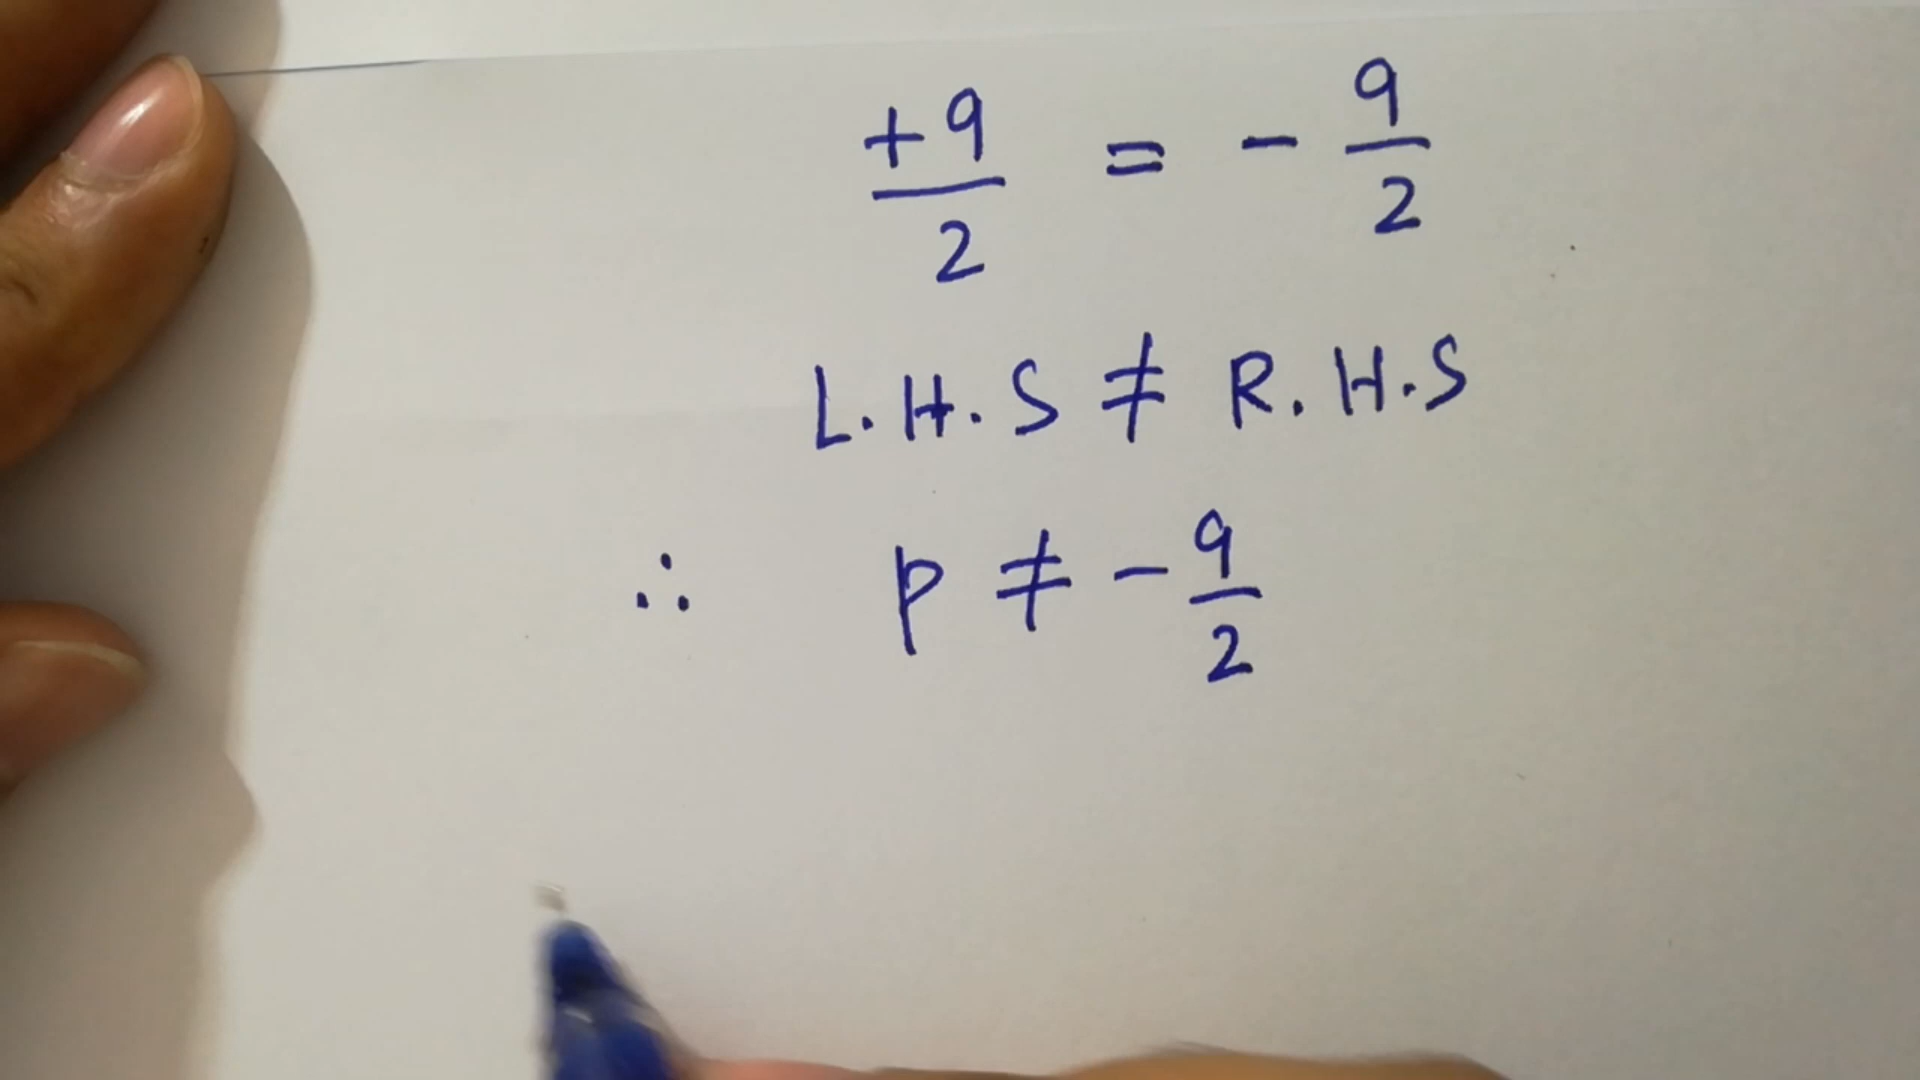 +9/2 = - 9/2
L.H.S ≠ R.H.S
∴ p ≠ - 9/2